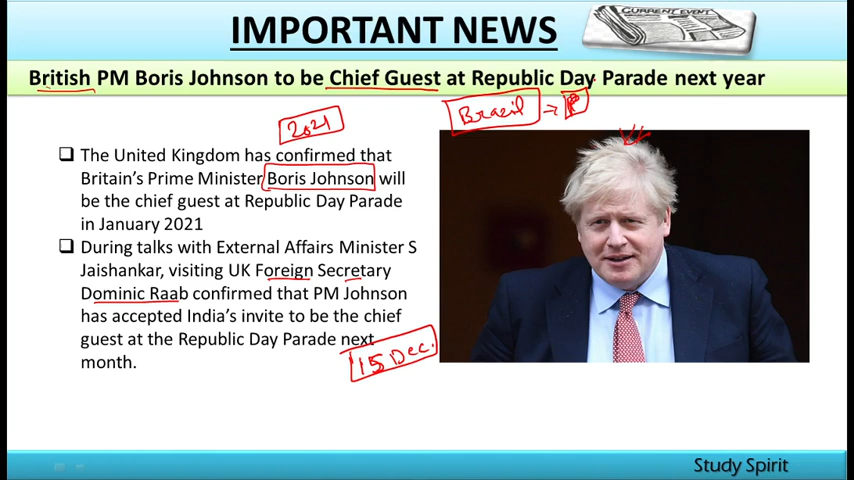 IMPORTANT NEWS
CURRENT EVENT
British PM Boris Johnson to be Chief Guest at Republic Day Parade next year
Brazil → P
2021
The United Kingdom has confirmed that
Britain's Prime Minister Boris Johnson will
be the chief guest at Republic Day Parade
in January 2021
During talks with External Affairs Minister S
Jaishankar, visiting UK Foreign Secretary
Dominic Raab confirmed that PM Johnson
has accepted India's invite to be the chief
guest at the Republic Day Parade next
month.
15 Dec.
Study Spirit